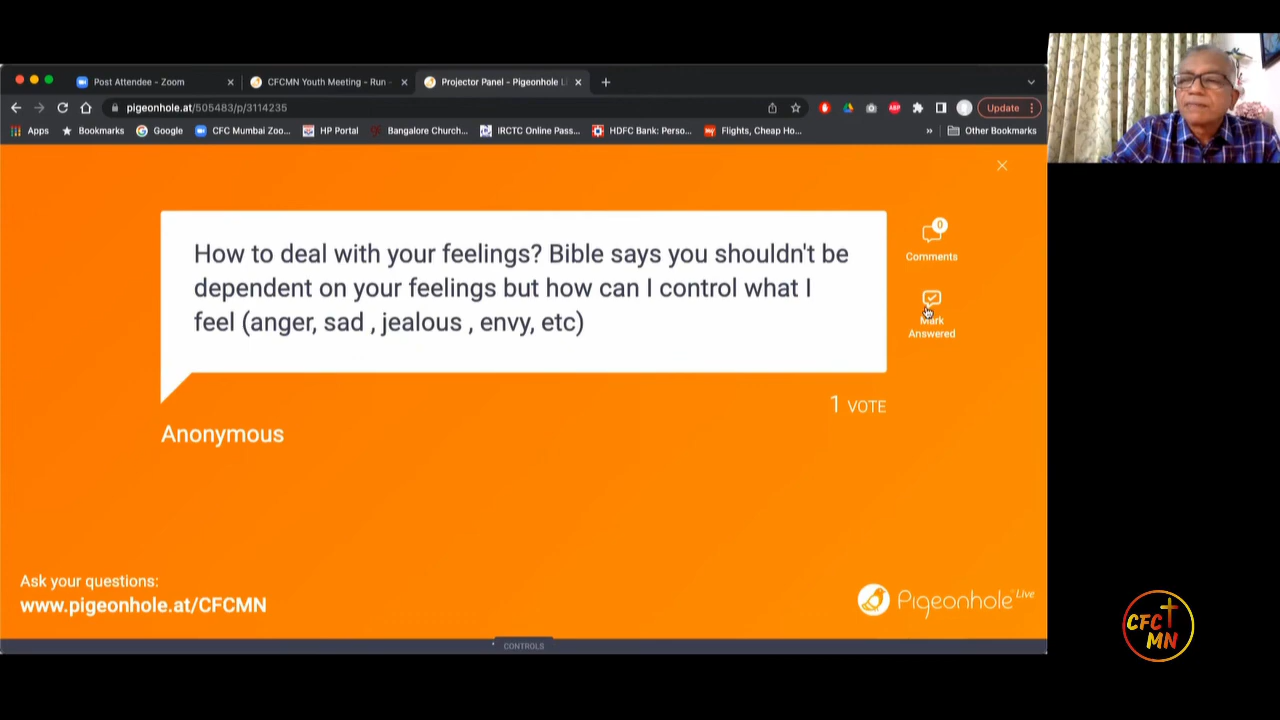 Post Attendee - Zoom
CFCMN Youth Meeting - Run -
Projector Panel - Pigeonhole Li
pigeonhole.at/505483/p/3114235
Update
Apps
Bookmarks
Google
CFC Mumbai Zoo...
HP Portal
Bangalore Church...
IRCTC Online Pass...
HDFC Bank: Perso...
Flights, Cheap Ho...
»
Other Bookmarks
How to deal with your feelings? Bible says you shouldn't be
dependent on your feelings but how can I control what I
feel (anger, sad , jealous , envy, etc)
0
Comments
Mark
Answered
1 VOTE
Anonymous
Ask your questions:
www.pigeonhole.at/CFCMN
Pigeonhole Live
CONTROLS
CFC
MN